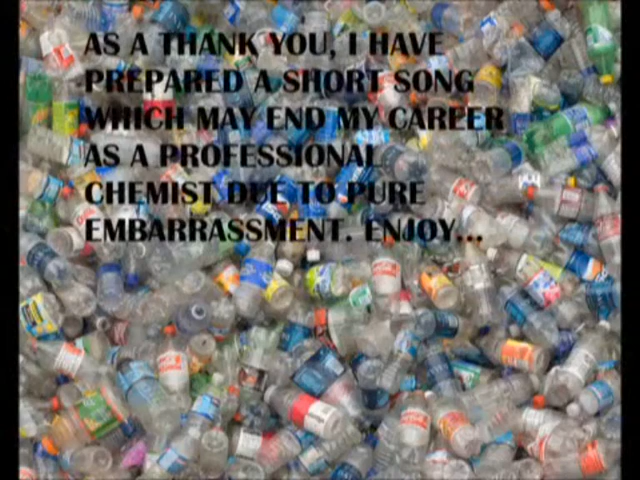 AS A THANK YOU, I HAVE
PREPARED A SHORT SONG
WHICH MAY END MY CAREER
AS A PROFESSIONAL
CHEMIST DUE TO PURE
EMBARRASSMENT. ENJOY...